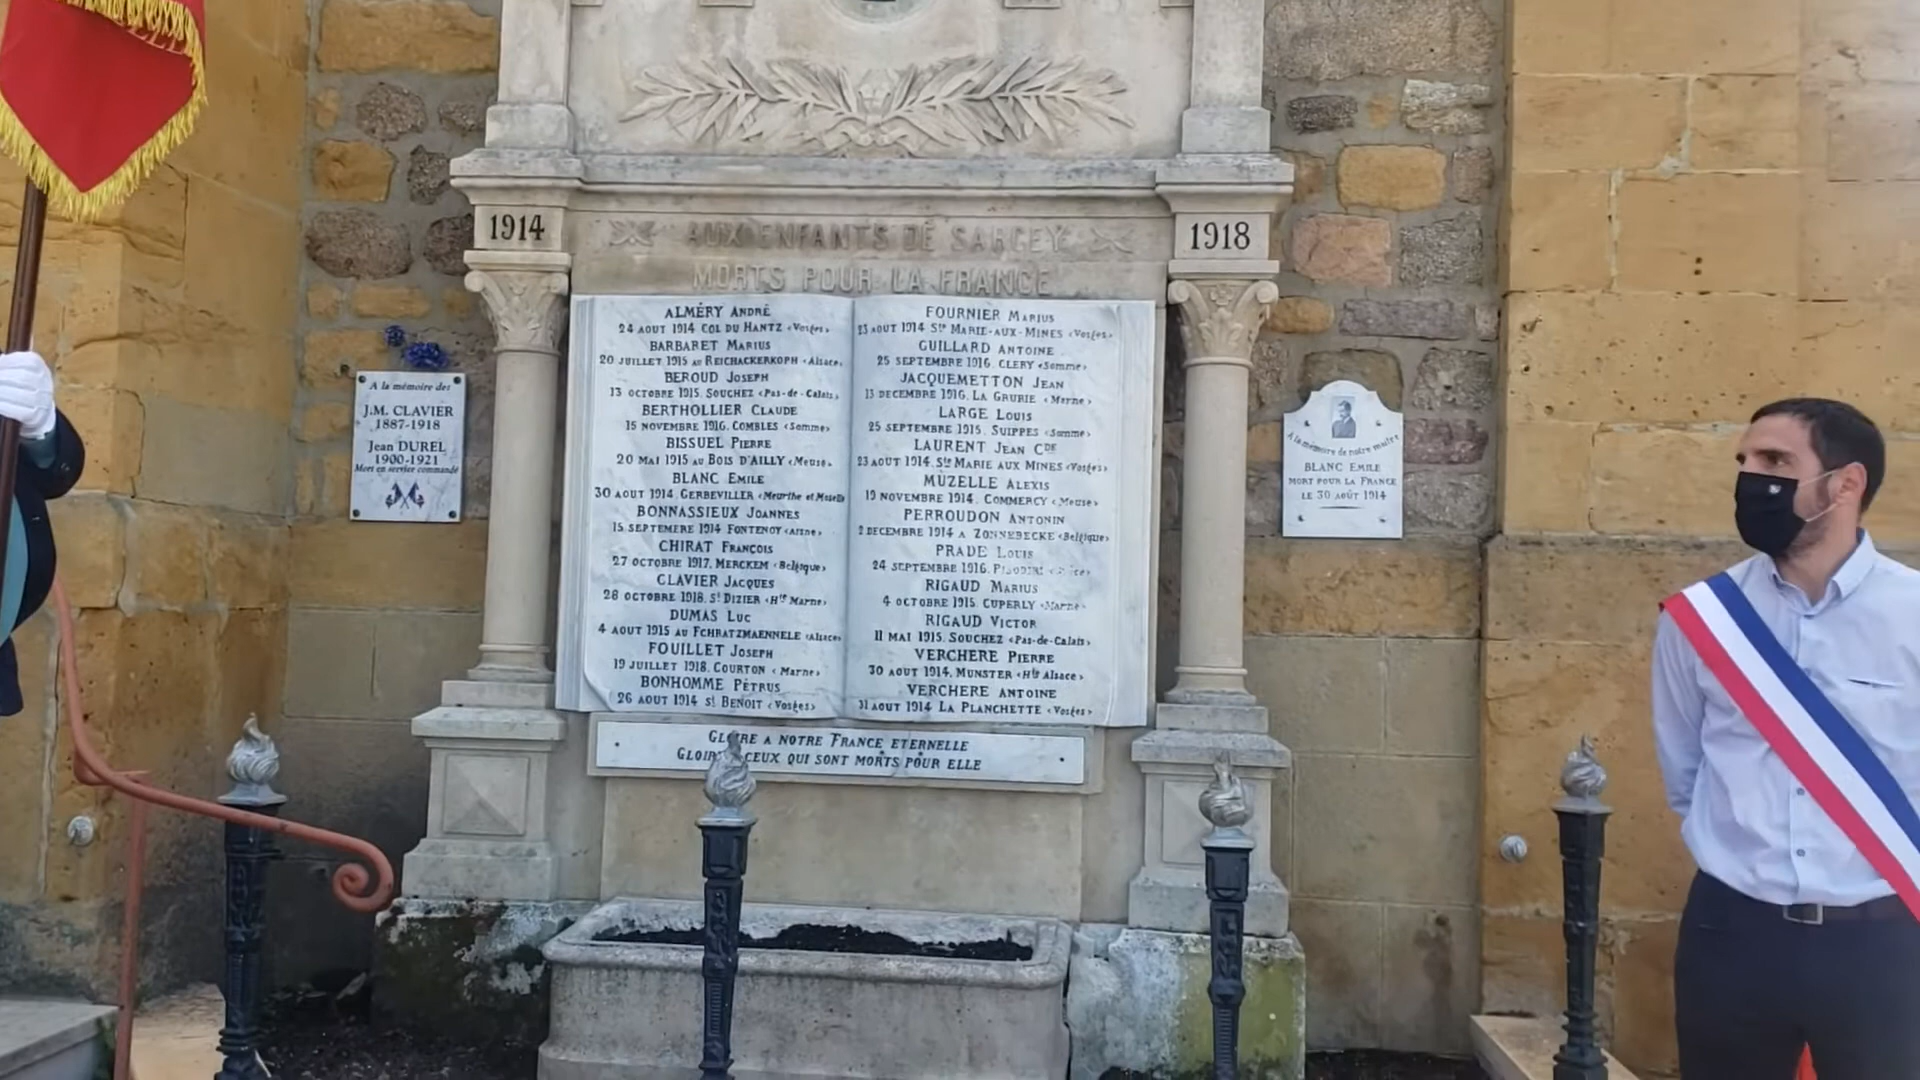 1914
1918
AUX ENFANTS DE SARCEY
MORTS POUR LA FRANCE
ALMÉRY ANDRÉ
24 AOUT 1914 COL DU HANTZ (Vosges)
BARBARET MARIUS
20 JUILLET 1915 AU REICHACKERKOPH (Alsace)
BEROUD JOSEPH
13 OCTOBRE 1915. SOUCHEZ (Pas-de-Calais)
BERTHOLLIER CLAUDE
15 NOVEMBRE 1916. COMBLES (Somme)
BISSUEL PIERRE
20 MAI 1915 AU BOIS D'AILLY (Meuse)
BLANC EMILE
30 AOUT 1914. GERBEVILLER (Meurthe et Moselle
BONNASSIEUX JOANNES
15 SEPTEMERE 1914 FONTENOY (Aisne)
CHIRAT FRANÇOIS
27 OCTOBRE 1917. MERCKEM (Belgique)
CLAVIER JACQUES
28 OCTOBRE 1918. St DIZIER (Hte Marne)
DUMAS LUC
4 AOUT 1915 AU FCHRATZMAENNELE (Alsace)
FOUILLET JOSEPH
19 JUILLET 1918. COURTON (Marne)
BONHOMME PÉTRUS
26 AOUT 1914 St BENOIT (Vosges)
FOURNIER MARIUS
23 AOUT 1914 Ste MARIE-AUX-MINES (Vosges)
GUILLARD ANTOINE
25 SEPTEMBRE 1916. CLERY (Somme)
JACQUEMETTON JEAN
13 DECEMBRE 1916. LA GRURIE (Marne)
LARGE LOUIS
25 SEPTEMBRE 1915. SUIPPES (Somme)
LAURENT JEAN CDE
23 AOUT 1914. Ste MARIE AUX MINES (Vosges)
MUZELLE ALEXIS
19 NOVEMBRE 1914. COMMERCY (Meuse)
PERROUDON ANTONIN
2 DECEMBRE 1914 A ZONNEBECKE (Belgique)
PRADE LOUIS
24 SEPTEMBRE 1916.
RIGAUD MARIUS
4 OCTOBRE 1915. CUPERLY (Marne)
RIGAUD VICTOR
11 MAI 1915. SOUCHEZ (Pas-de-Calais)
VERCHERE PIERRE
30 AOUT 1914. MUNSTER (Hte Alsace)
VERCHERE ANTOINE
31 AOUT 1914 LA PLANCHETTE (Vosges)
GLOIRE A NOTRE FRANCE ETERNELLE
GLOIRE CEUX QUI SONT MORTS POUR ELLE
A la mémoire des
J.M. CLAVIER
1887-1918
Jean DUREL
1900-1921
Mort en service commandé
A la mémoire de notre maître
BLANC EMILE
MORT POUR LA FRANCE
LE 30 AOÛT 1914